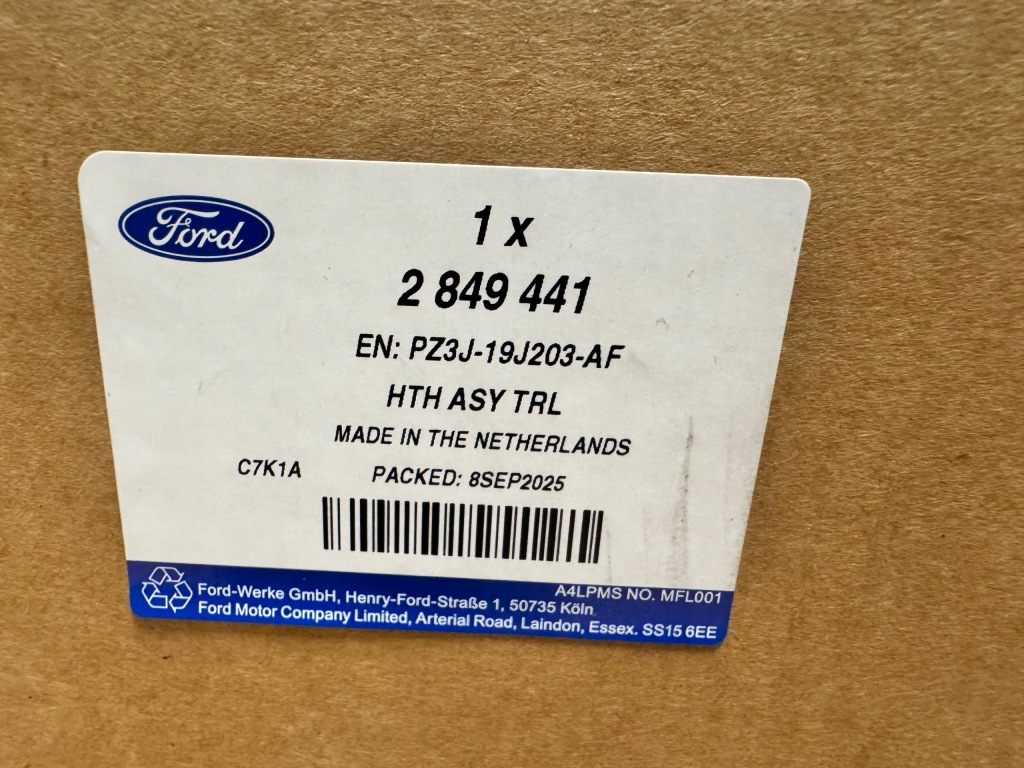 Ford
1 x
2 849 441
EN: PZ3J-19J203-AF
HTH ASY TRL
MADE IN THE NETHERLANDS
C7K1A
PACKED: 8SEP2025
A4LPMS NO. MFL001
Ford-Werke GmbH, Henry-Ford-Straße 1, 50735 Köln
Ford Motor Company Limited, Arterial Road, Laindon, Essex. SS15 6EE